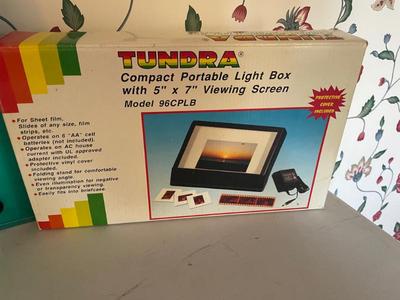 TUNDRA®
Compact Portable Light Box
with 5" x 7" Viewing Screen
Model 96CPLB
PROTECTIVE
COVER
INCLUDED
•For Sheet film,
Slides of any size, film
strips, etc.
•Operates on 6 "AA" cell
batteries (not included).
•Operates on AC house
current with UL approved
adapter included.
•Protective vinyl cover
included.
•Folding stand for comfortable
viewing angle.
•Even illumination for negative
or transparency viewing.
•Easily fits into briefcase.